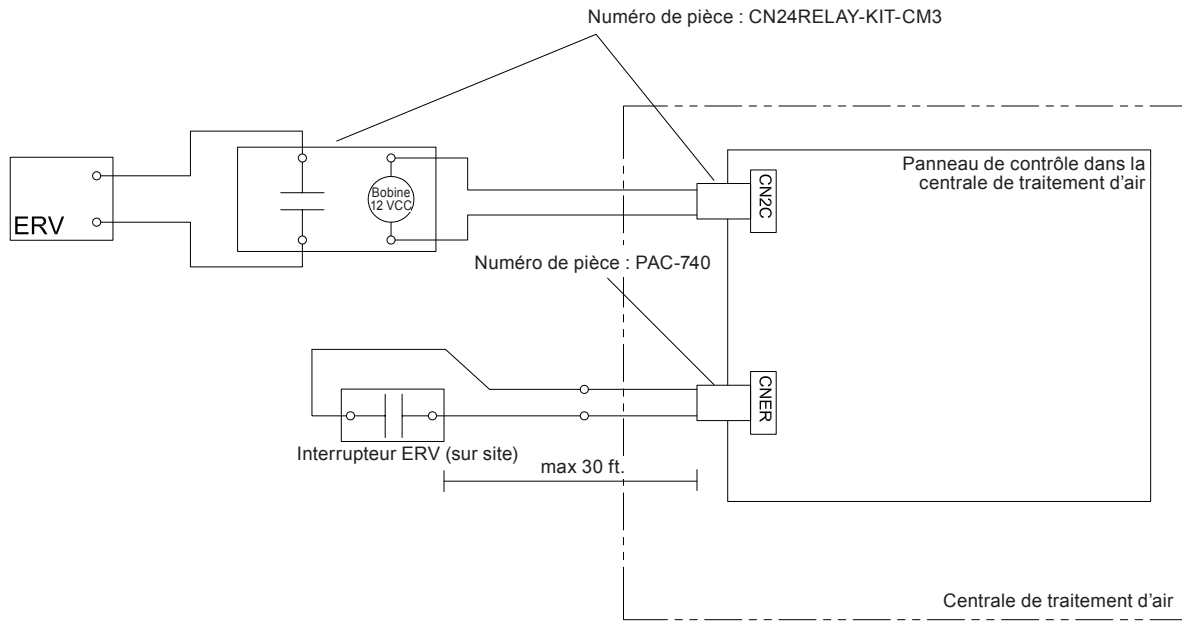 Numéro de pièce : CN24RELAY-KIT-CM3
Panneau de contrôle dans la
centrale de traitement d'air
CN2C
Bobine
12 VCC
ERV
Numéro de pièce : PAC-740
CNER
Interrupteur ERV (sur site)
max 30 ft.
Centrale de traitement d'air